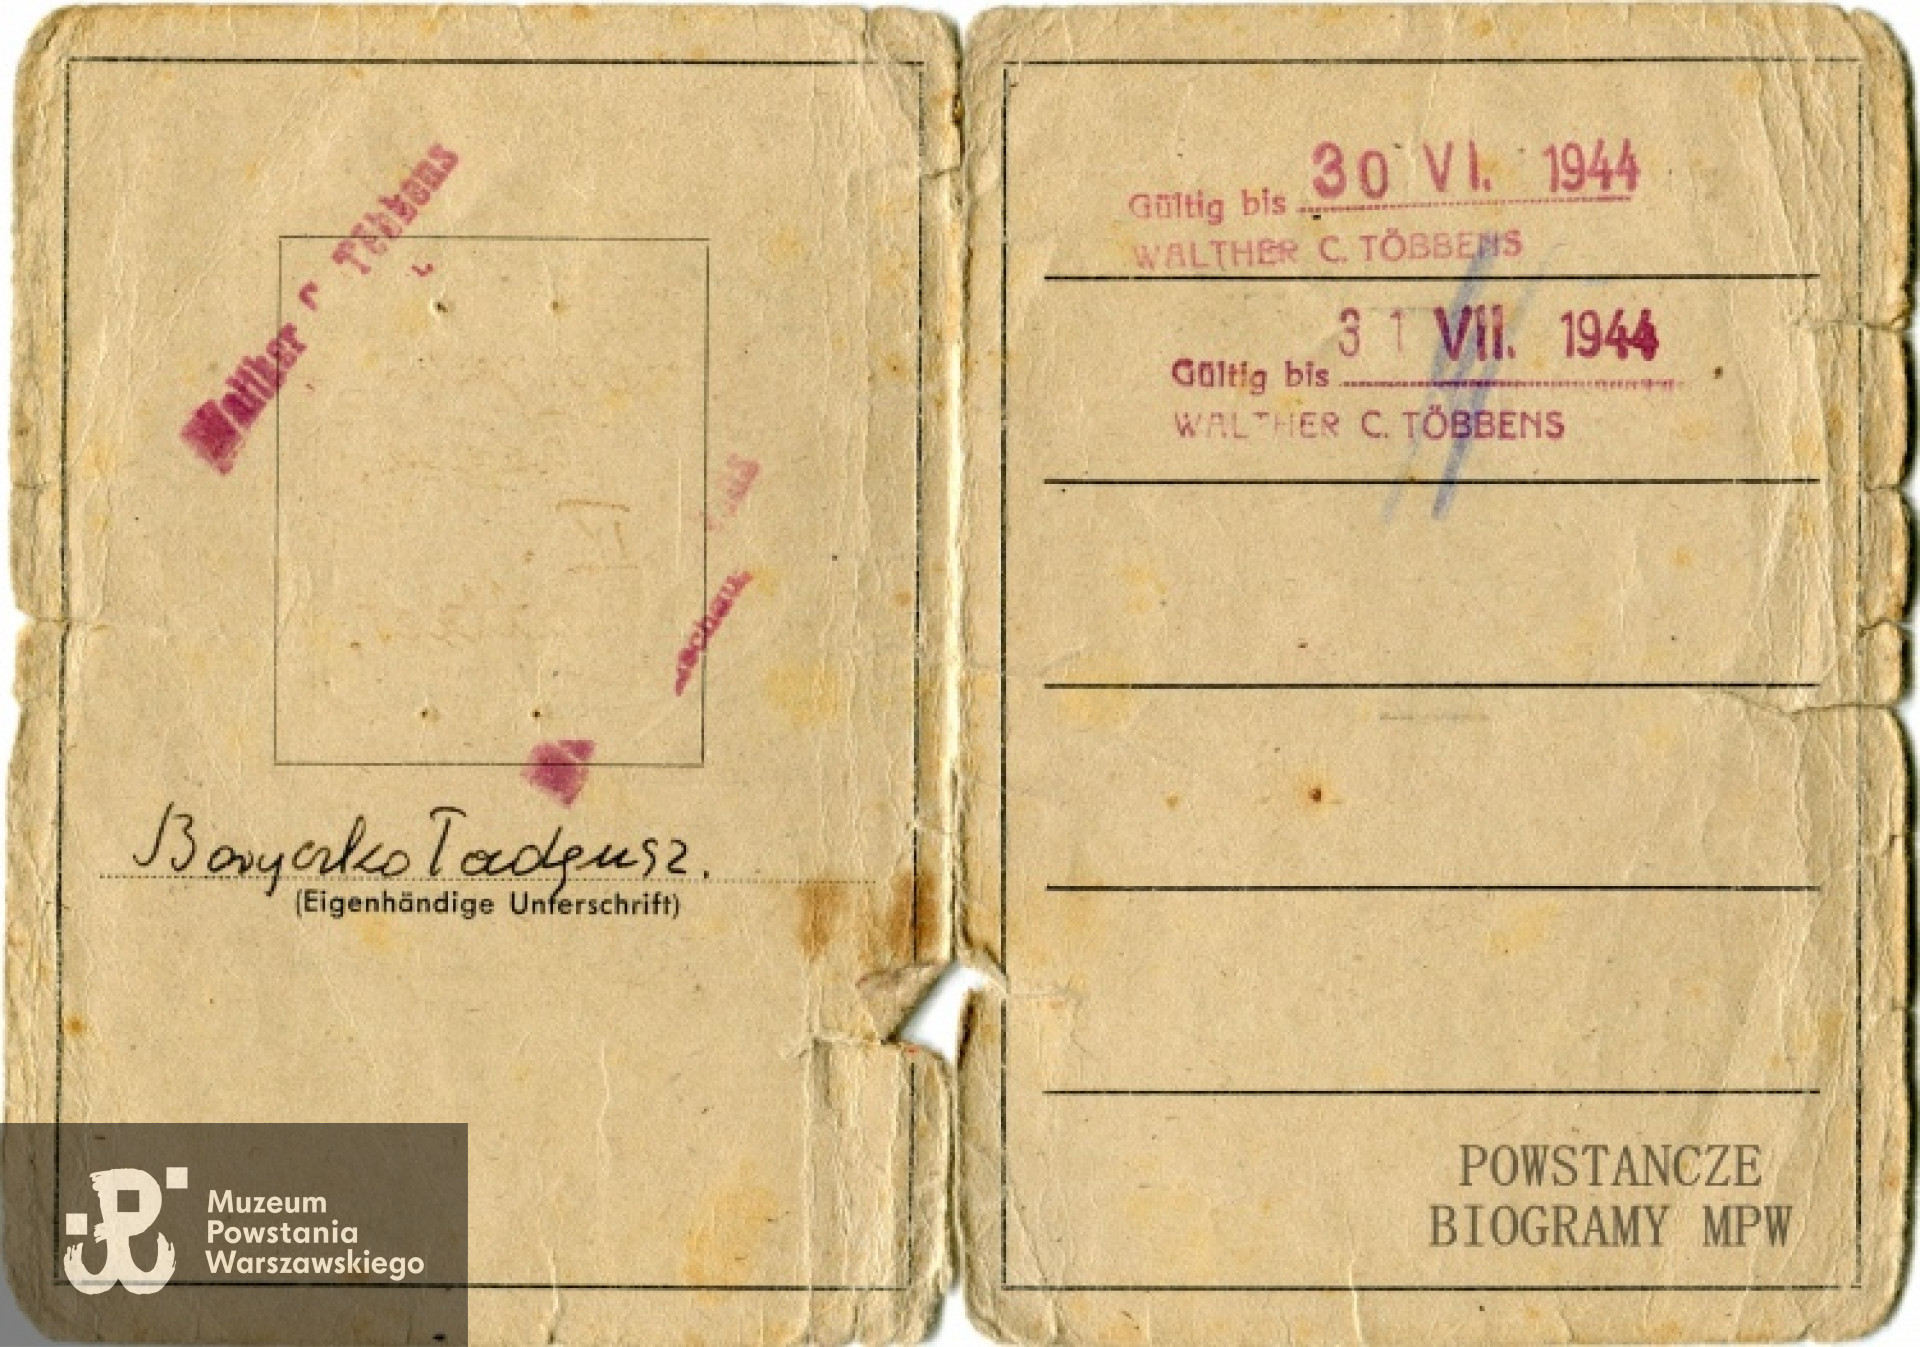 Walther C. Többens
Baryczko Tadeusz.
(Eigenhändige Unterschrift)
Gültig bis 30 VI. 1944
WALTHER C. TÖBBENS
Gültig bis 31 VII. 1944
WALTHER C. TÖBBENS
Muzeum
Powstania
Warszawskiego
POWSTANCZE
BIOGRAMY MPW